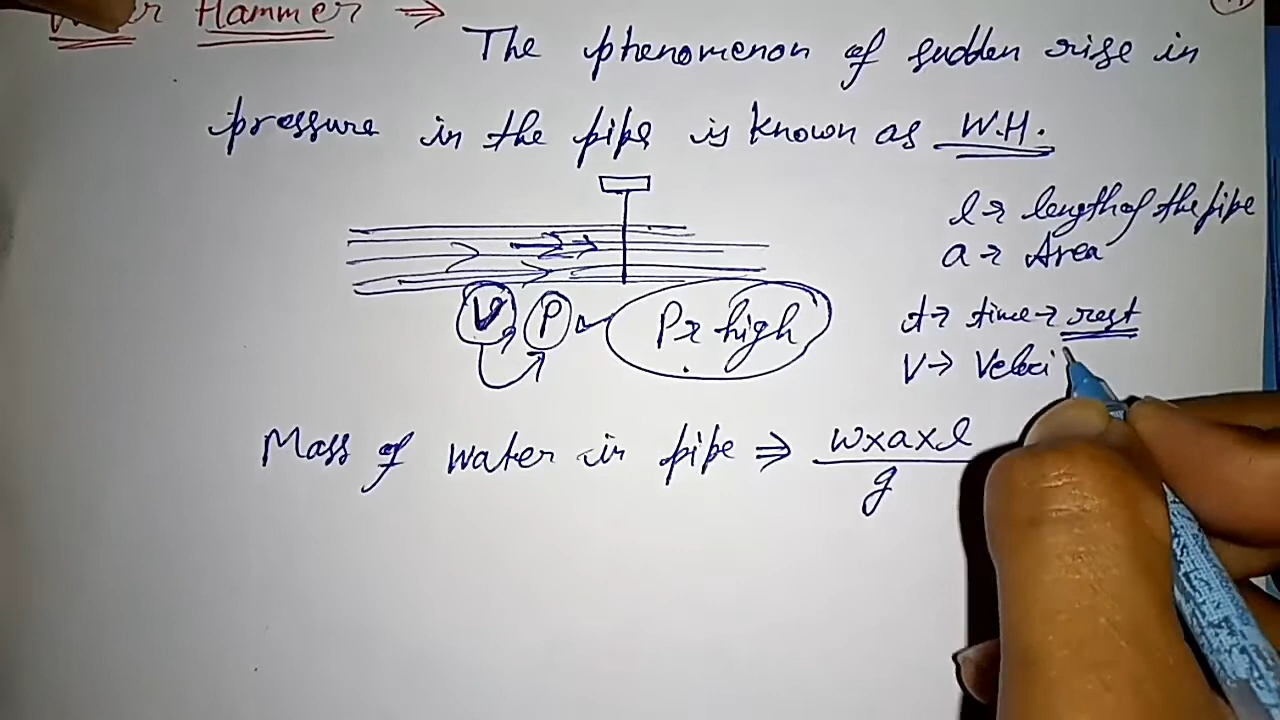 Hammer ⇒
The phenomenon of sudden rise in
pressure in the pipe is known as W.H.
l → length of the pipe
a → Area
t → time → rest
V → Veloci
V P
P → high
Mass of water in pipe ⇒ w×a×l
g